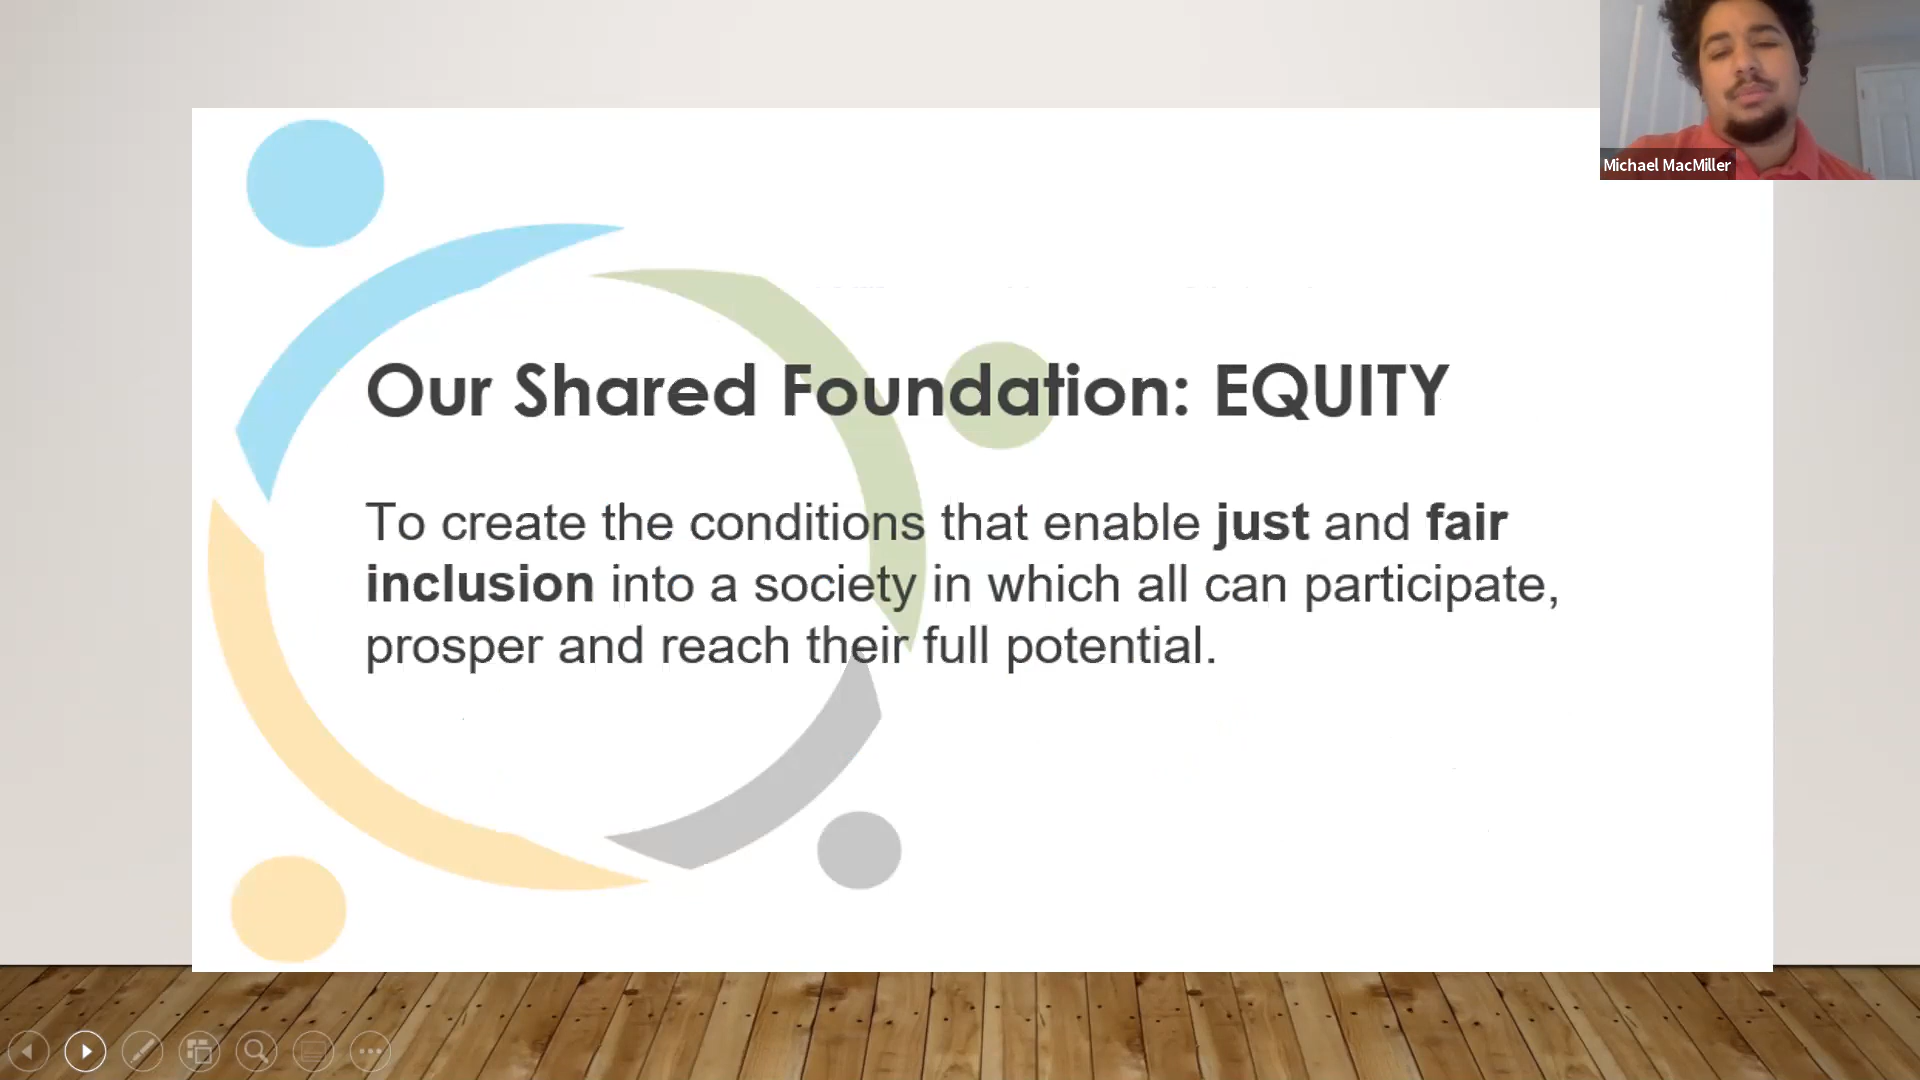 Michael MacMiller
Our Shared Foundation: EQUITY
To create the conditions that enable just and fair
inclusion into a society in which all can participate,
prosper and reach their full potential.